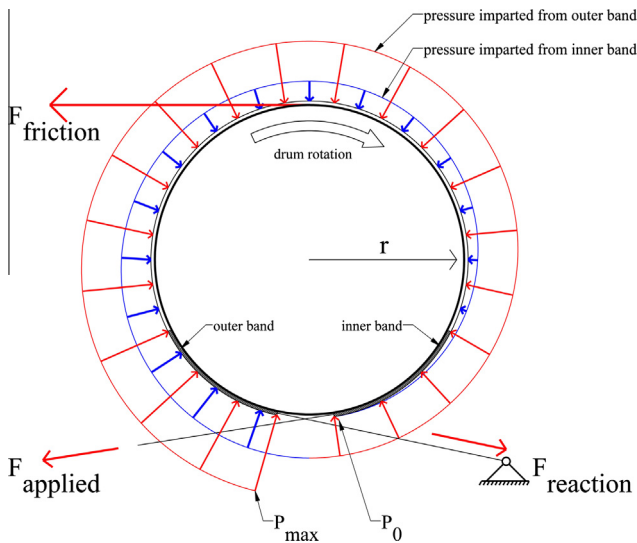 pressure imparted from outer band
pressure imparted from inner band
F friction
drum rotation
r
outer band
inner band
F applied
F reaction
P max
P 0